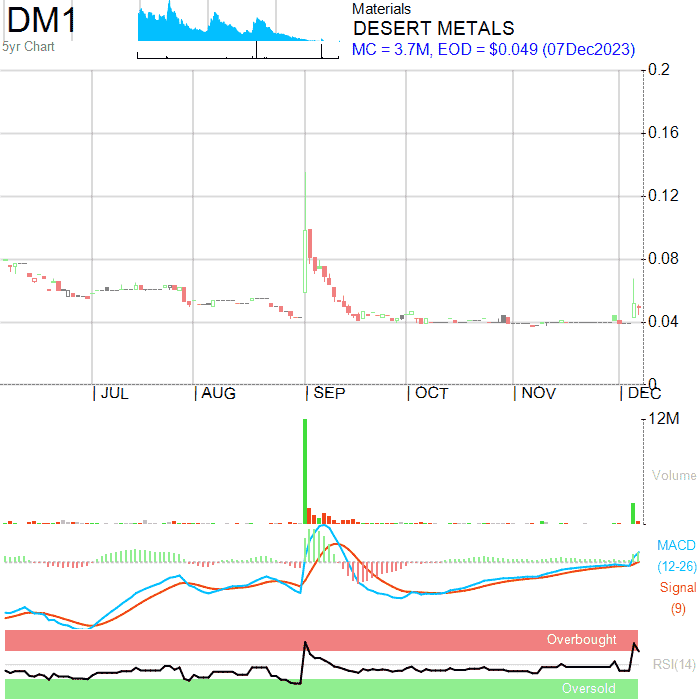 DM1
5yr Chart
Materials
DESERT METALS
MC = 3.7M, EOD = $0.049 (07Dec2023)
0.2
0.16
0.12
0.08
0.04
0
JUL AUG SEP OCT NOV DEC
12M
Volume
MACD
(12-26)
Signal
(9)
Overbought
RSI(14)
Oversold